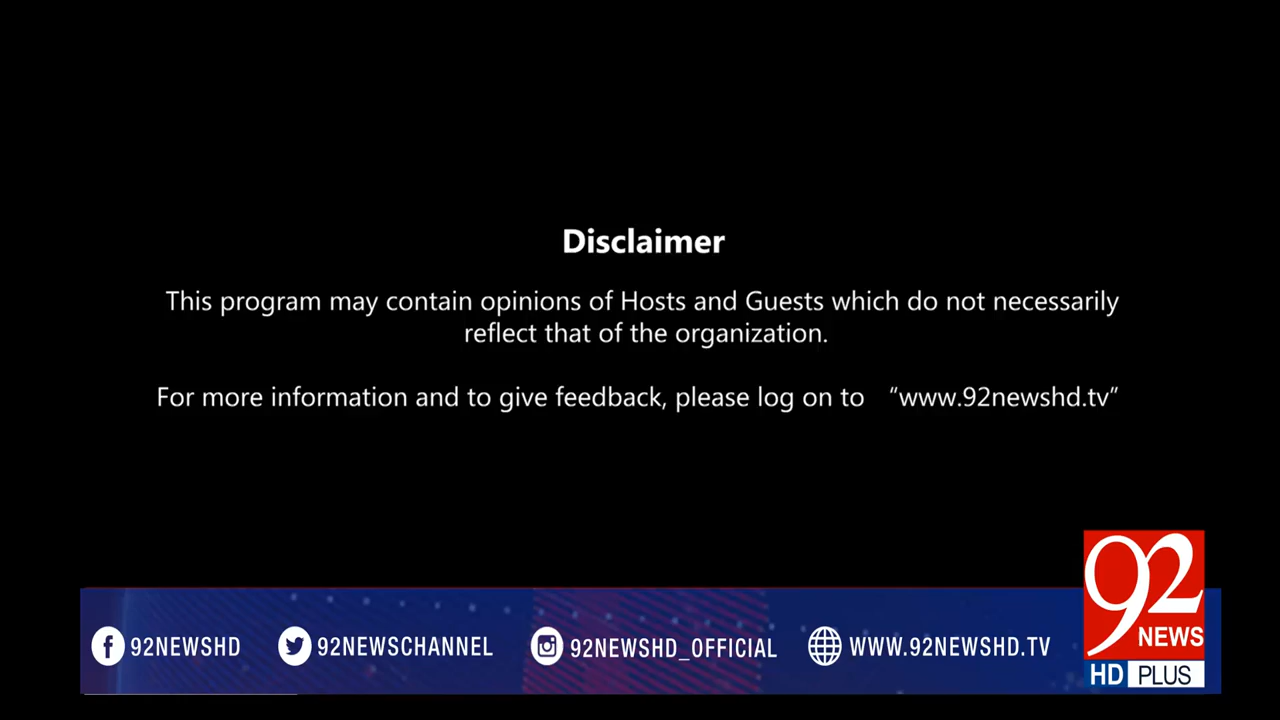 Disclaimer
This program may contain opinions of Hosts and Guests which do not necessarily
reflect that of the organization.
For more information and to give feedback, please log on to “www.92newshd.tv”
92NEWSHD 92NEWSCHANNEL 92NEWSHD_OFFICIAL WWW.92NEWSHD.TV
92
NEWS
HD PLUS